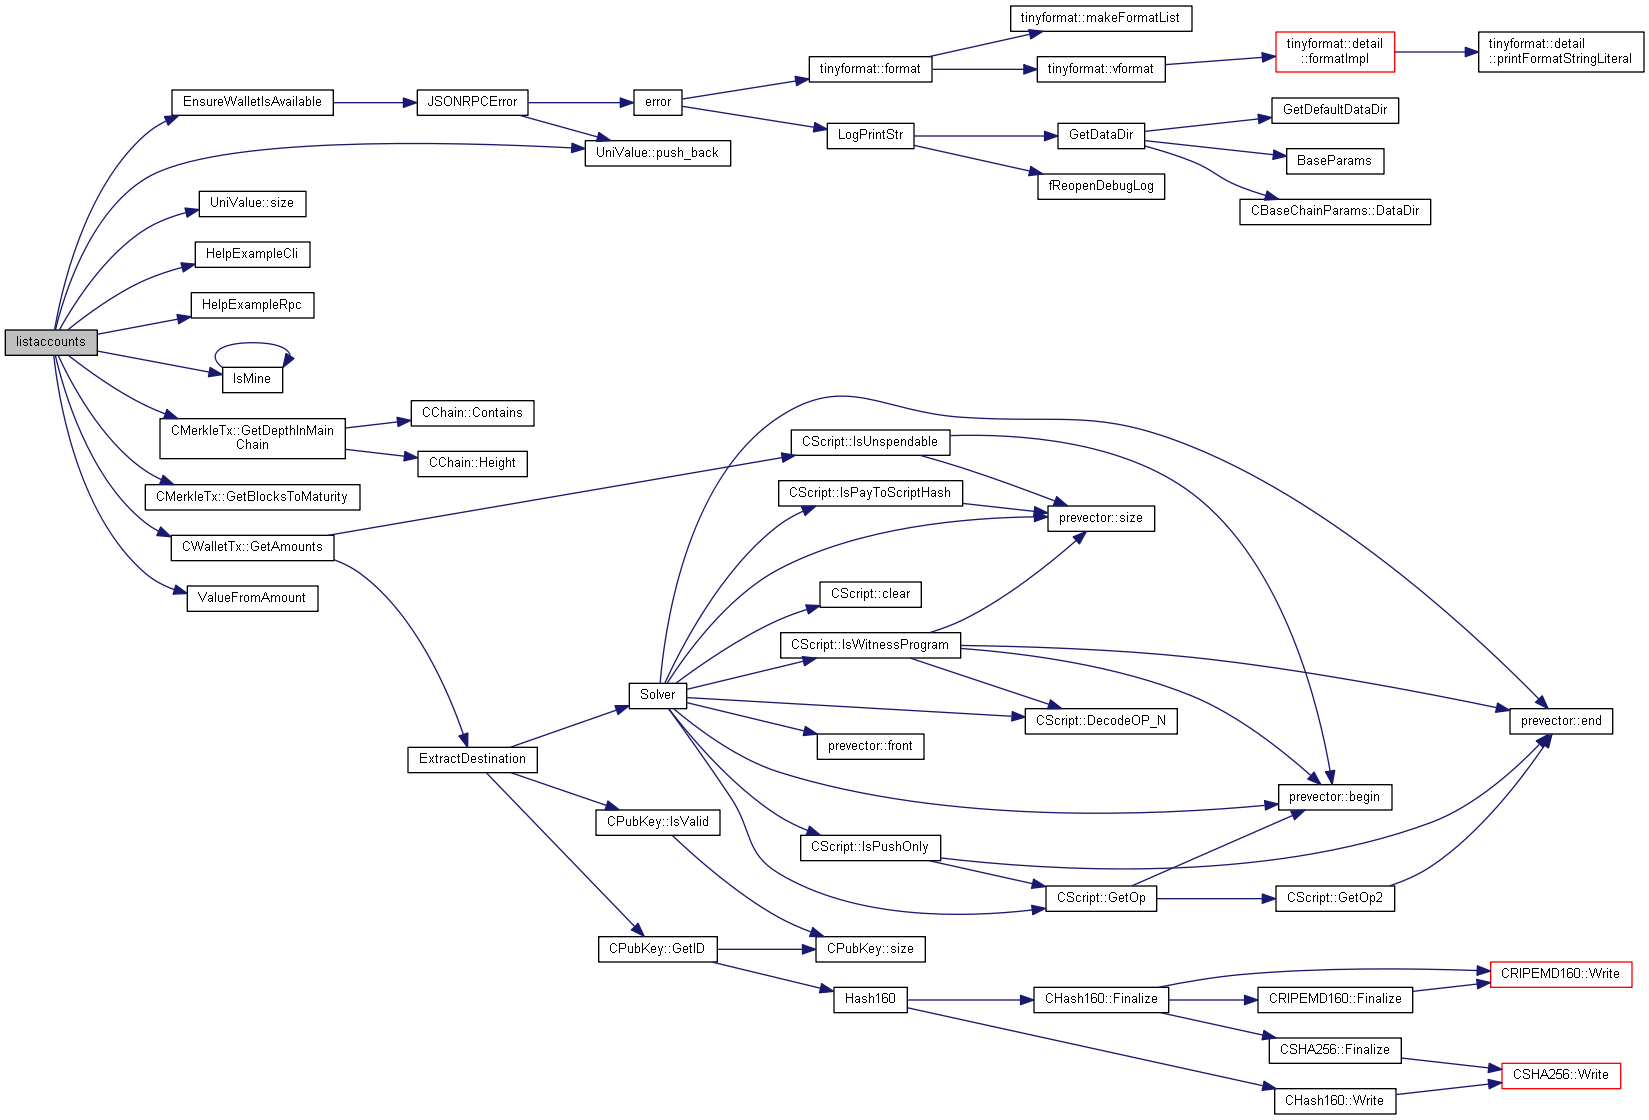 tinyformat::makeFormatList
tinyformat::detail
::formatImpl
tinyformat::detail
::printFormatStringLiteral
tinyformat::format
tinyformat::vformat
EnsureWalletIsAvailable
JSONRPCError
error
GetDefaultDataDir
LogPrintStr
GetDataDir
UniValue::push_back
BaseParams
fReopenDebugLog
UniValue::size
CBaseChainParams::DataDir
HelpExampleCli
HelpExampleRpc
listaccounts
IsMine
CChain::Contains
CMerkleTx::GetDepthInMain
Chain
CScript::IsUnspendable
CChain::Height
CMerkleTx::GetBlocksToMaturity
CScript::IsPayToScriptHash
prevector::size
CWalletTx::GetAmounts
ValueFromAmount
CScript::clear
CScript::IsWitnessProgram
Solver
CScript::DecodeOP_N
prevector::end
prevector::front
ExtractDestination
prevector::begin
CPubKey::IsValid
CScript::IsPushOnly
CScript::GetOp
CScript::GetOp2
CPubKey::GetID
CPubKey::size
CRIPEMD160::Write
Hash160
CHash160::Finalize
CRIPEMD160::Finalize
CSHA256::Finalize
CSHA256::Write
CHash160::Write